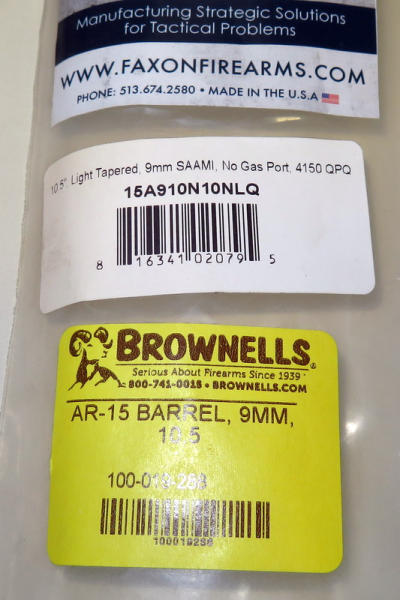 Manufacturing Strategic Solutions
for Tactical Problems
WWW.FAXONFIREARMS.COM
PHONE: 513.674.2580 • MADE IN THE U.S.A
10.5" Light Tapered, 9mm SAAMI, No Gas Port, 4150 QPQ
15A910N10NLQ
8 16341 02079 5
BROWNELLS®
Serious About Firearms Since 1939™
800-741-0015 • BROWNELLS.COM
AR-15 BARREL, 9MM,
10.5